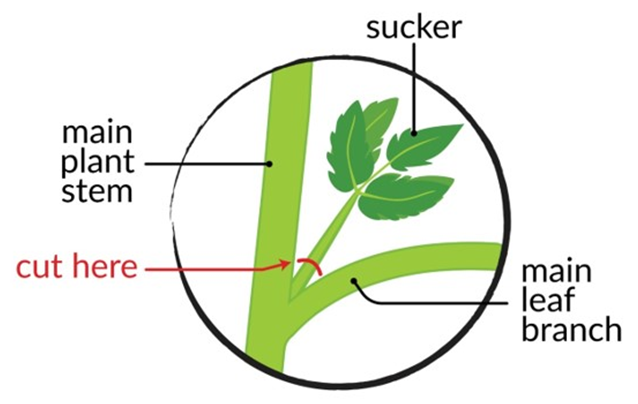 sucker
main
plant
stem
cut here
main
leaf
branch